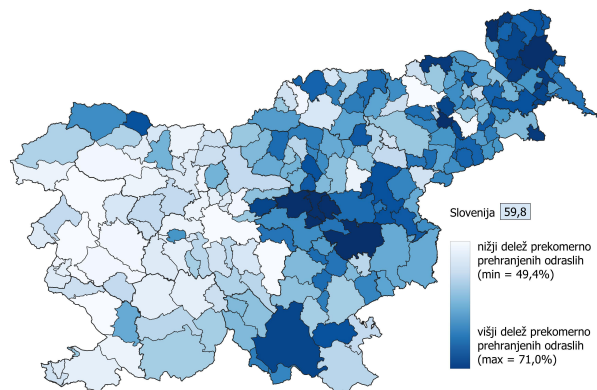 Slovenija 59,8
nižji delež prekomerno
prehranjenih odraslih
(min = 49,4%)
višji delež prekomerno
prehranjenih odraslih
(max = 71,0%)